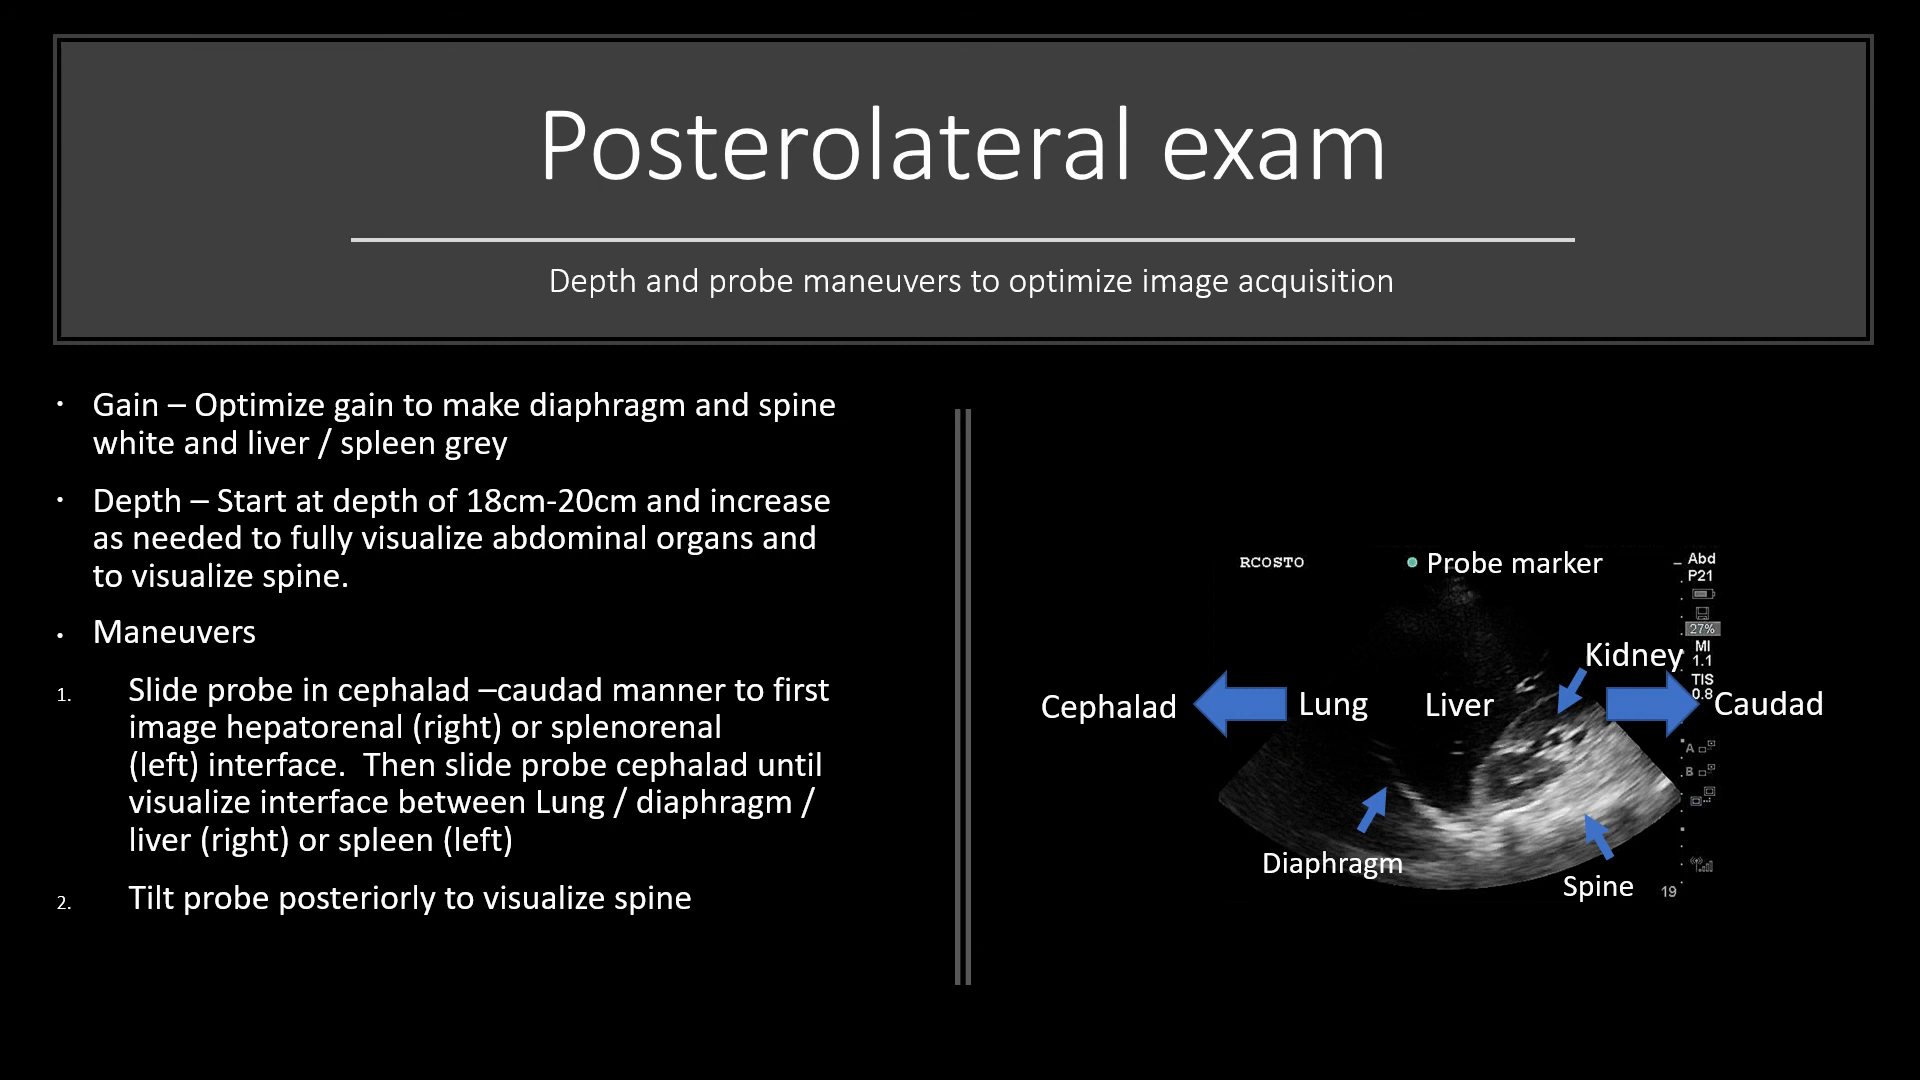 Posterolateral exam
Depth and probe maneuvers to optimize image acquisition
• Gain – Optimize gain to make diaphragm and spine
white and liver / spleen grey
• Depth – Start at depth of 18cm-20cm and increase
as needed to fully visualize abdominal organs and
to visualize spine.
• Maneuvers
1. Slide probe in cephalad –caudad manner to first
image hepatorenal (right) or splenorenal
(left) interface.  Then slide probe cephalad until
visualize interface between Lung / diaphragm /
liver (right) or spleen (left)
2. Tilt probe posteriorly to visualize spine
RCOSTO
Probe marker
Abd
P21
27%
MI
1.1
TIS
0.8
Kidney
Cephalad
Lung
Liver
Caudad
A
B
Diaphragm
Spine
19